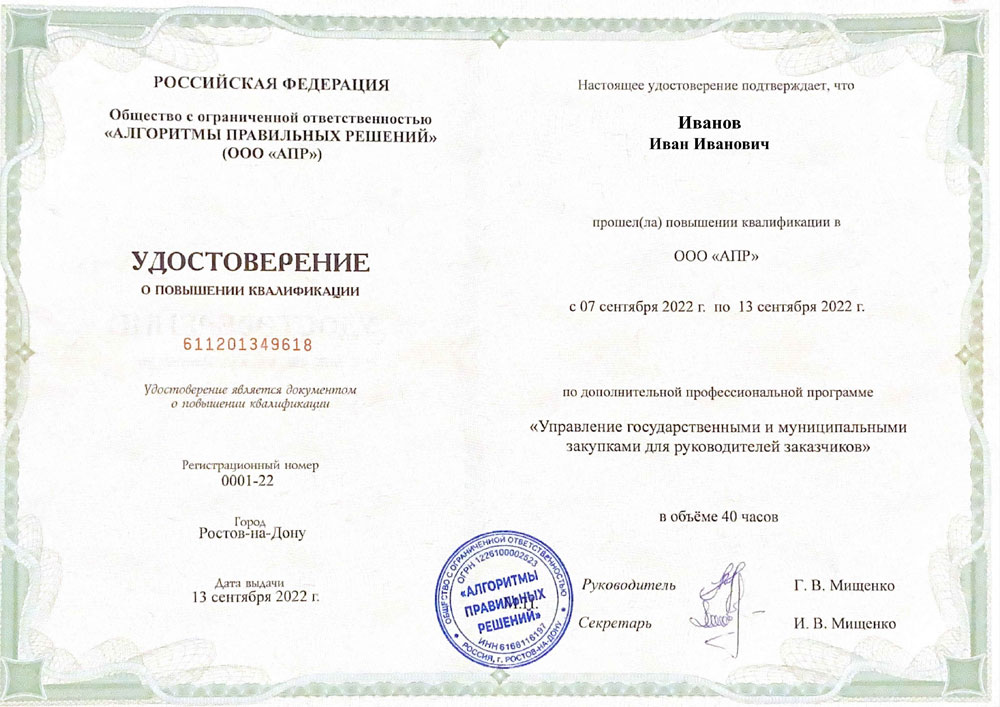 РОССИЙСКАЯ ФЕДЕРАЦИЯ
Общество с ограниченной ответственностью
«АЛГОРИТМЫ ПРАВИЛЬНЫХ РЕШЕНИЙ»
(ООО «АПР»)
УДОСТОВЕРЕНИЕ
О ПОВЫШЕНИИ КВАЛИФИКАЦИИ
611201349618
Удостоверение является документом
о повышении квалификации
Регистрационный номер
0001-22
Город
Ростов-на-Дону
Дата выдачи
13 сентября 2022 г.
Настоящее удостоверение подтверждает, что
Иванов
Иван Иванович
прошел(ла) повышении квалификации в
ООО «АПР»
с 07 сентября 2022 г. по 13 сентября 2022 г.
по дополнительной профессиональной программе
«Управление государственными и муниципальными
закупками для руководителей заказчиков»
в объёме 40 часов
Руководитель Г. В. Мищенко
Секретарь И. В. Мищенко
М.П.
ОБЩЕСТВО С ОГРАНИЧЕННОЙ ОТВЕТСТВЕННОСТЬЮ
ОГРН 1226100002523
«АЛГОРИТМЫ
ПРАВИЛЬНЫХ
РЕШЕНИЙ»
ИНН 6168116197
РОССИЯ, Г. РОСТОВ-НА-ДОНУ